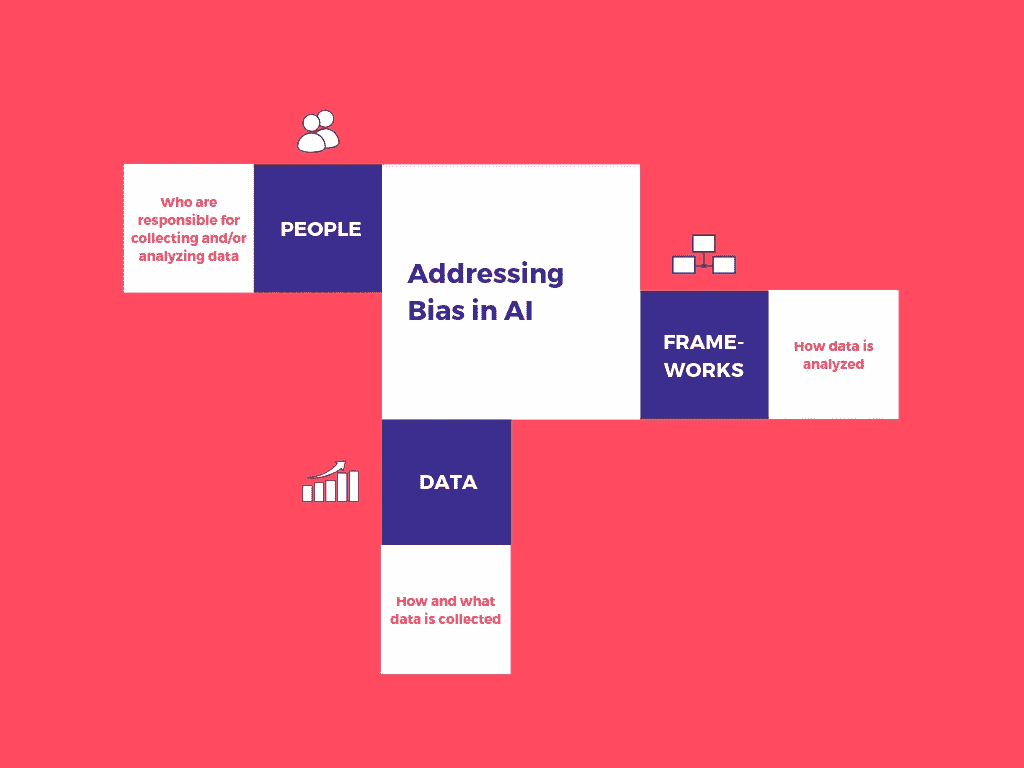 Who are
responsible for
collecting and/or
analyzing data
PEOPLE
Addressing
Bias in AI
FRAME-
WORKS
How data is
analyzed
DATA
How and what
data is collected